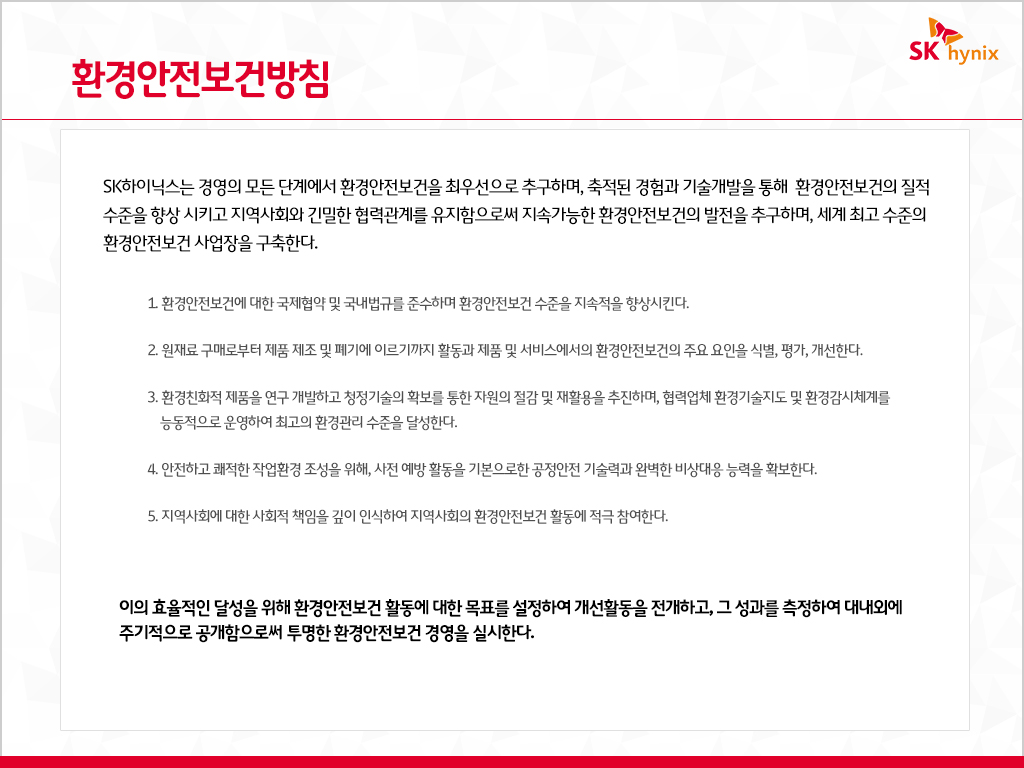 환경안전보건방침
SK hynix
SK하이닉스는 경영의 모든 단계에서 환경안전보건을 최우선으로 추구하며, 축적된 경험과 기술개발을 통해 환경안전보건의 질적
수준을 향상 시키고 지역사회와 긴밀한 협력관계를 유지함으로써 지속가능한 환경안전보건의 발전을 추구하며, 세계 최고 수준의
환경안전보건 사업장을 구축한다.
1. 환경안전보건에 대한 국제협약 및 국내법규를 준수하며 환경안전보건 수준을 지속적을 향상시킨다.
2. 원재료 구매로부터 제품 제조 및 폐기에 이르기까지 활동과 제품 및 서비스에서의 환경안전보건의 주요 요인을 식별, 평가, 개선한다.
3. 환경친화적 제품을 연구 개발하고 청정기술의 확보를 통한 자원의 절감 및 재활용을 추진하며, 협력업체 환경기술지도 및 환경감시체계를
능동적으로 운영하여 최고의 환경관리 수준을 달성한다.
4. 안전하고 쾌적한 작업환경 조성을 위해, 사전 예방 활동을 기본으로한 공정안전 기술력과 완벽한 비상대응 능력을 확보한다.
5. 지역사회에 대한 사회적 책임을 깊이 인식하여 지역사회의 환경안전보건 활동에 적극 참여한다.
이의 효율적인 달성을 위해 환경안전보건 활동에 대한 목표를 설정하여 개선활동을 전개하고, 그 성과를 측정하여 대내외에
주기적으로 공개함으로써 투명한 환경안전보건 경영을 실시한다.